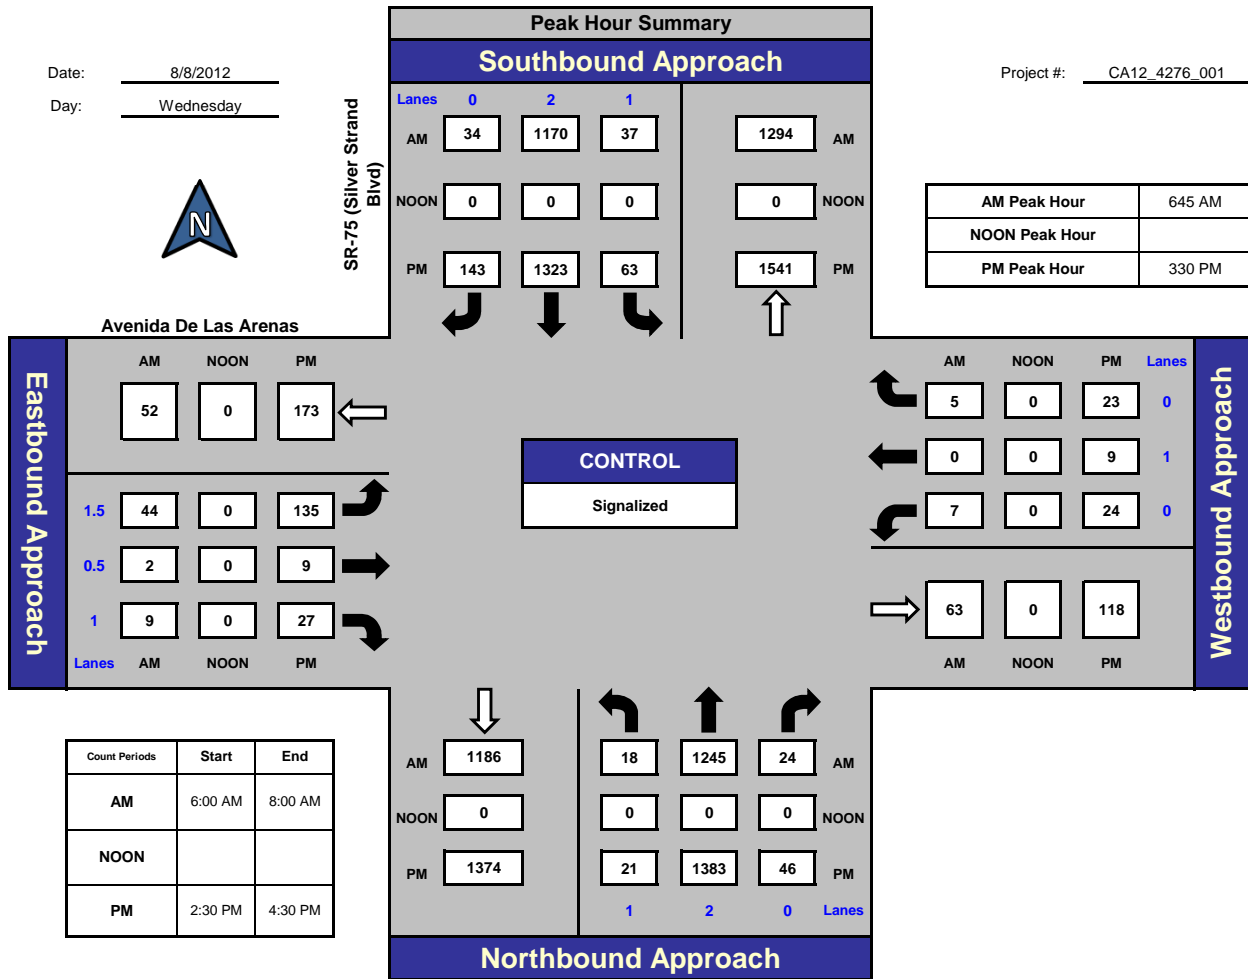 Peak Hour Summary
Southbound Approach
Date: 8/8/2012
Day: Wednesday
Project #: CA12_4276_001
N
SR-75 (Silver Strand
Blvd)
Lanes 0 2 1
AM 34 1170 37 1294 AM
NOON 0 0 0 0 NOON
PM 143 1323 63 1541 PM
AM Peak Hour 645 AM
NOON Peak Hour
PM Peak Hour 330 PM
Avenida De Las Arenas
Eastbound Approach
AM NOON PM
52 0 173
1.5 44 0 135
0.5 2 0 9
1 9 0 27
Lanes AM NOON PM
CONTROL
Signalized
AM NOON PM Lanes
5 0 23 0
0 0 9 1
7 0 24 0
63 0 118
AM NOON PM
Westbound Approach
Count Periods Start End
AM 6:00 AM 8:00 AM
NOON
PM 2:30 PM 4:30 PM
AM 1186 18 1245 24 AM
NOON 0 0 0 0 NOON
PM 1374 21 1383 46 PM
1 2 0 Lanes
Northbound Approach